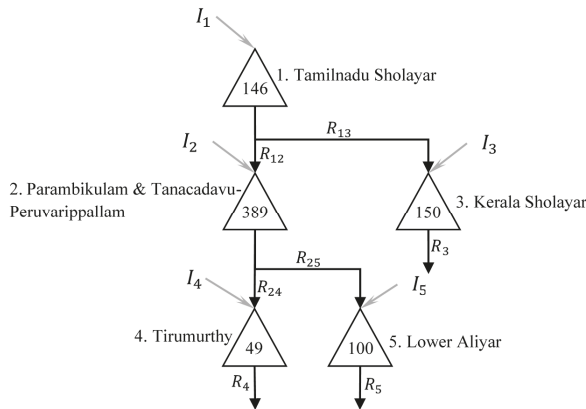 I1
1. Tamilnadu Sholayar
146
R13
I2
R12
I3
2. Parambikulam & Tanacadavu-
Peruvarippallam
389
150
3. Kerala Sholayar
R3
R25
I4
R24
I5
4. Tirumurthy
49
100
5. Lower Aliyar
R4
R5